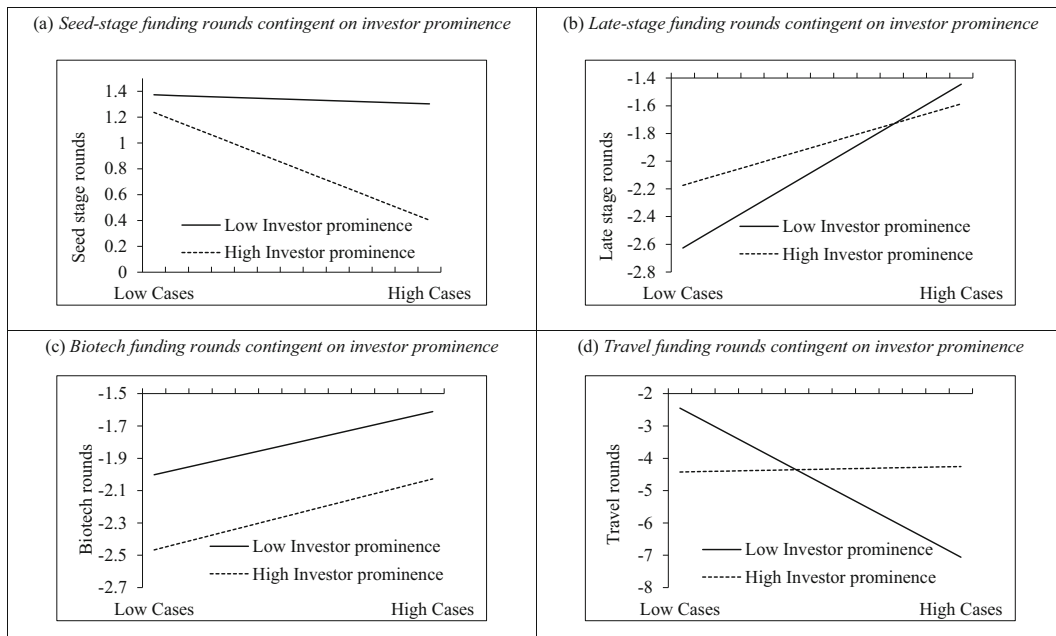 (a) Seed-stage funding rounds contingent on investor prominence
Seed stage rounds
1.4
1.2
1
0.8
0.6
0.4
0.2
0
Low Investor prominence
High Investor prominence
Low Cases
High Cases
(b) Late-stage funding rounds contingent on investor prominence
Late stage rounds
-1.4
-1.6
-1.8
-2
-2.2
-2.4
-2.6
-2.8
Low Investor prominence
High Investor prominence
Low Cases
High Cases
(c) Biotech funding rounds contingent on investor prominence
Biotech rounds
-1.5
-1.7
-1.9
-2.1
-2.3
-2.5
-2.7
Low Investor prominence
High Investor prominence
Low Cases
High Cases
(d) Travel funding rounds contingent on investor prominence
Travel rounds
-2
-3
-4
-5
-6
-7
-8
Low Investor prominence
High Investor prominence
Low Cases
High Cases